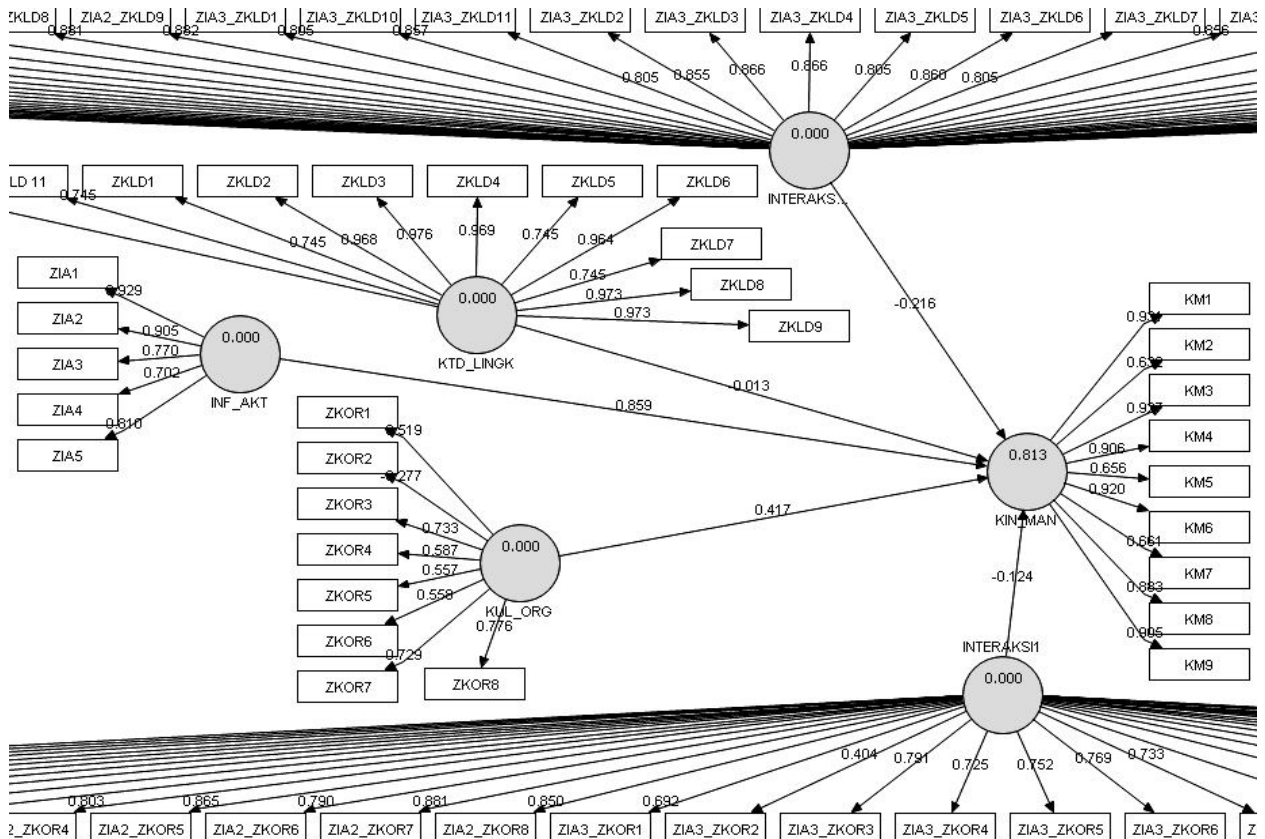 ZKLD8 ZIA2_ZKLD9 ZIA3_ZKLD1 ZIA3_ZKLD10 ZIA3_ZKLD11 ZIA3_ZKLD2 ZIA3_ZKLD3 ZIA3_ZKLD4 ZIA3_ZKLD5 ZIA3_ZKLD6 ZIA3_ZKLD7 ZIA3
0.881 0.882 0.805 0.857 0.856
0.805 0.855 0.866 0.866 0.805 0.860 0.805
0.000
INTERAKS...
LD 11 ZKLD1 ZKLD2 ZKLD3 ZKLD4 ZKLD5 ZKLD6
0.745
0.745 0.968 0.976 0.969 0.745 0.964
ZKLD7
0.745
ZKLD8
0.973
ZKLD9
0.973
0.000
KTD_LINGK
ZIA1
0.929
ZIA2
0.905
ZIA3
0.770
ZIA4
0.702
ZIA5
0.810
0.000
INF_AKT
-0.216
0.013
0.859
0.417
-0.124
ZKOR1
0.519
ZKOR2
-0.277
ZKOR3
0.733
ZKOR4
0.587
ZKOR5
0.557
ZKOR6
0.558
ZKOR7
0.729
ZKOR8
0.776
0.000
KUL_ORG
0.813
KIN_MAN
KM1
KM2
KM3
KM4
0.906
KM5
0.656
KM6
0.920
KM7
0.661
KM8
0.883
KM9
INTERAKSI1
0.000
0.404 0.791 0.725 0.752 0.769 0.733
0.803 0.865 0.790 0.881 0.850 0.692
2_ZKOR4 ZIA2_ZKOR5 ZIA2_ZKOR6 ZIA2_ZKOR7 ZIA2_ZKOR8 ZIA3_ZKOR1 ZIA3_ZKOR2 ZIA3_ZKOR3 ZIA3_ZKOR4 ZIA3_ZKOR5 ZIA3_ZKOR6